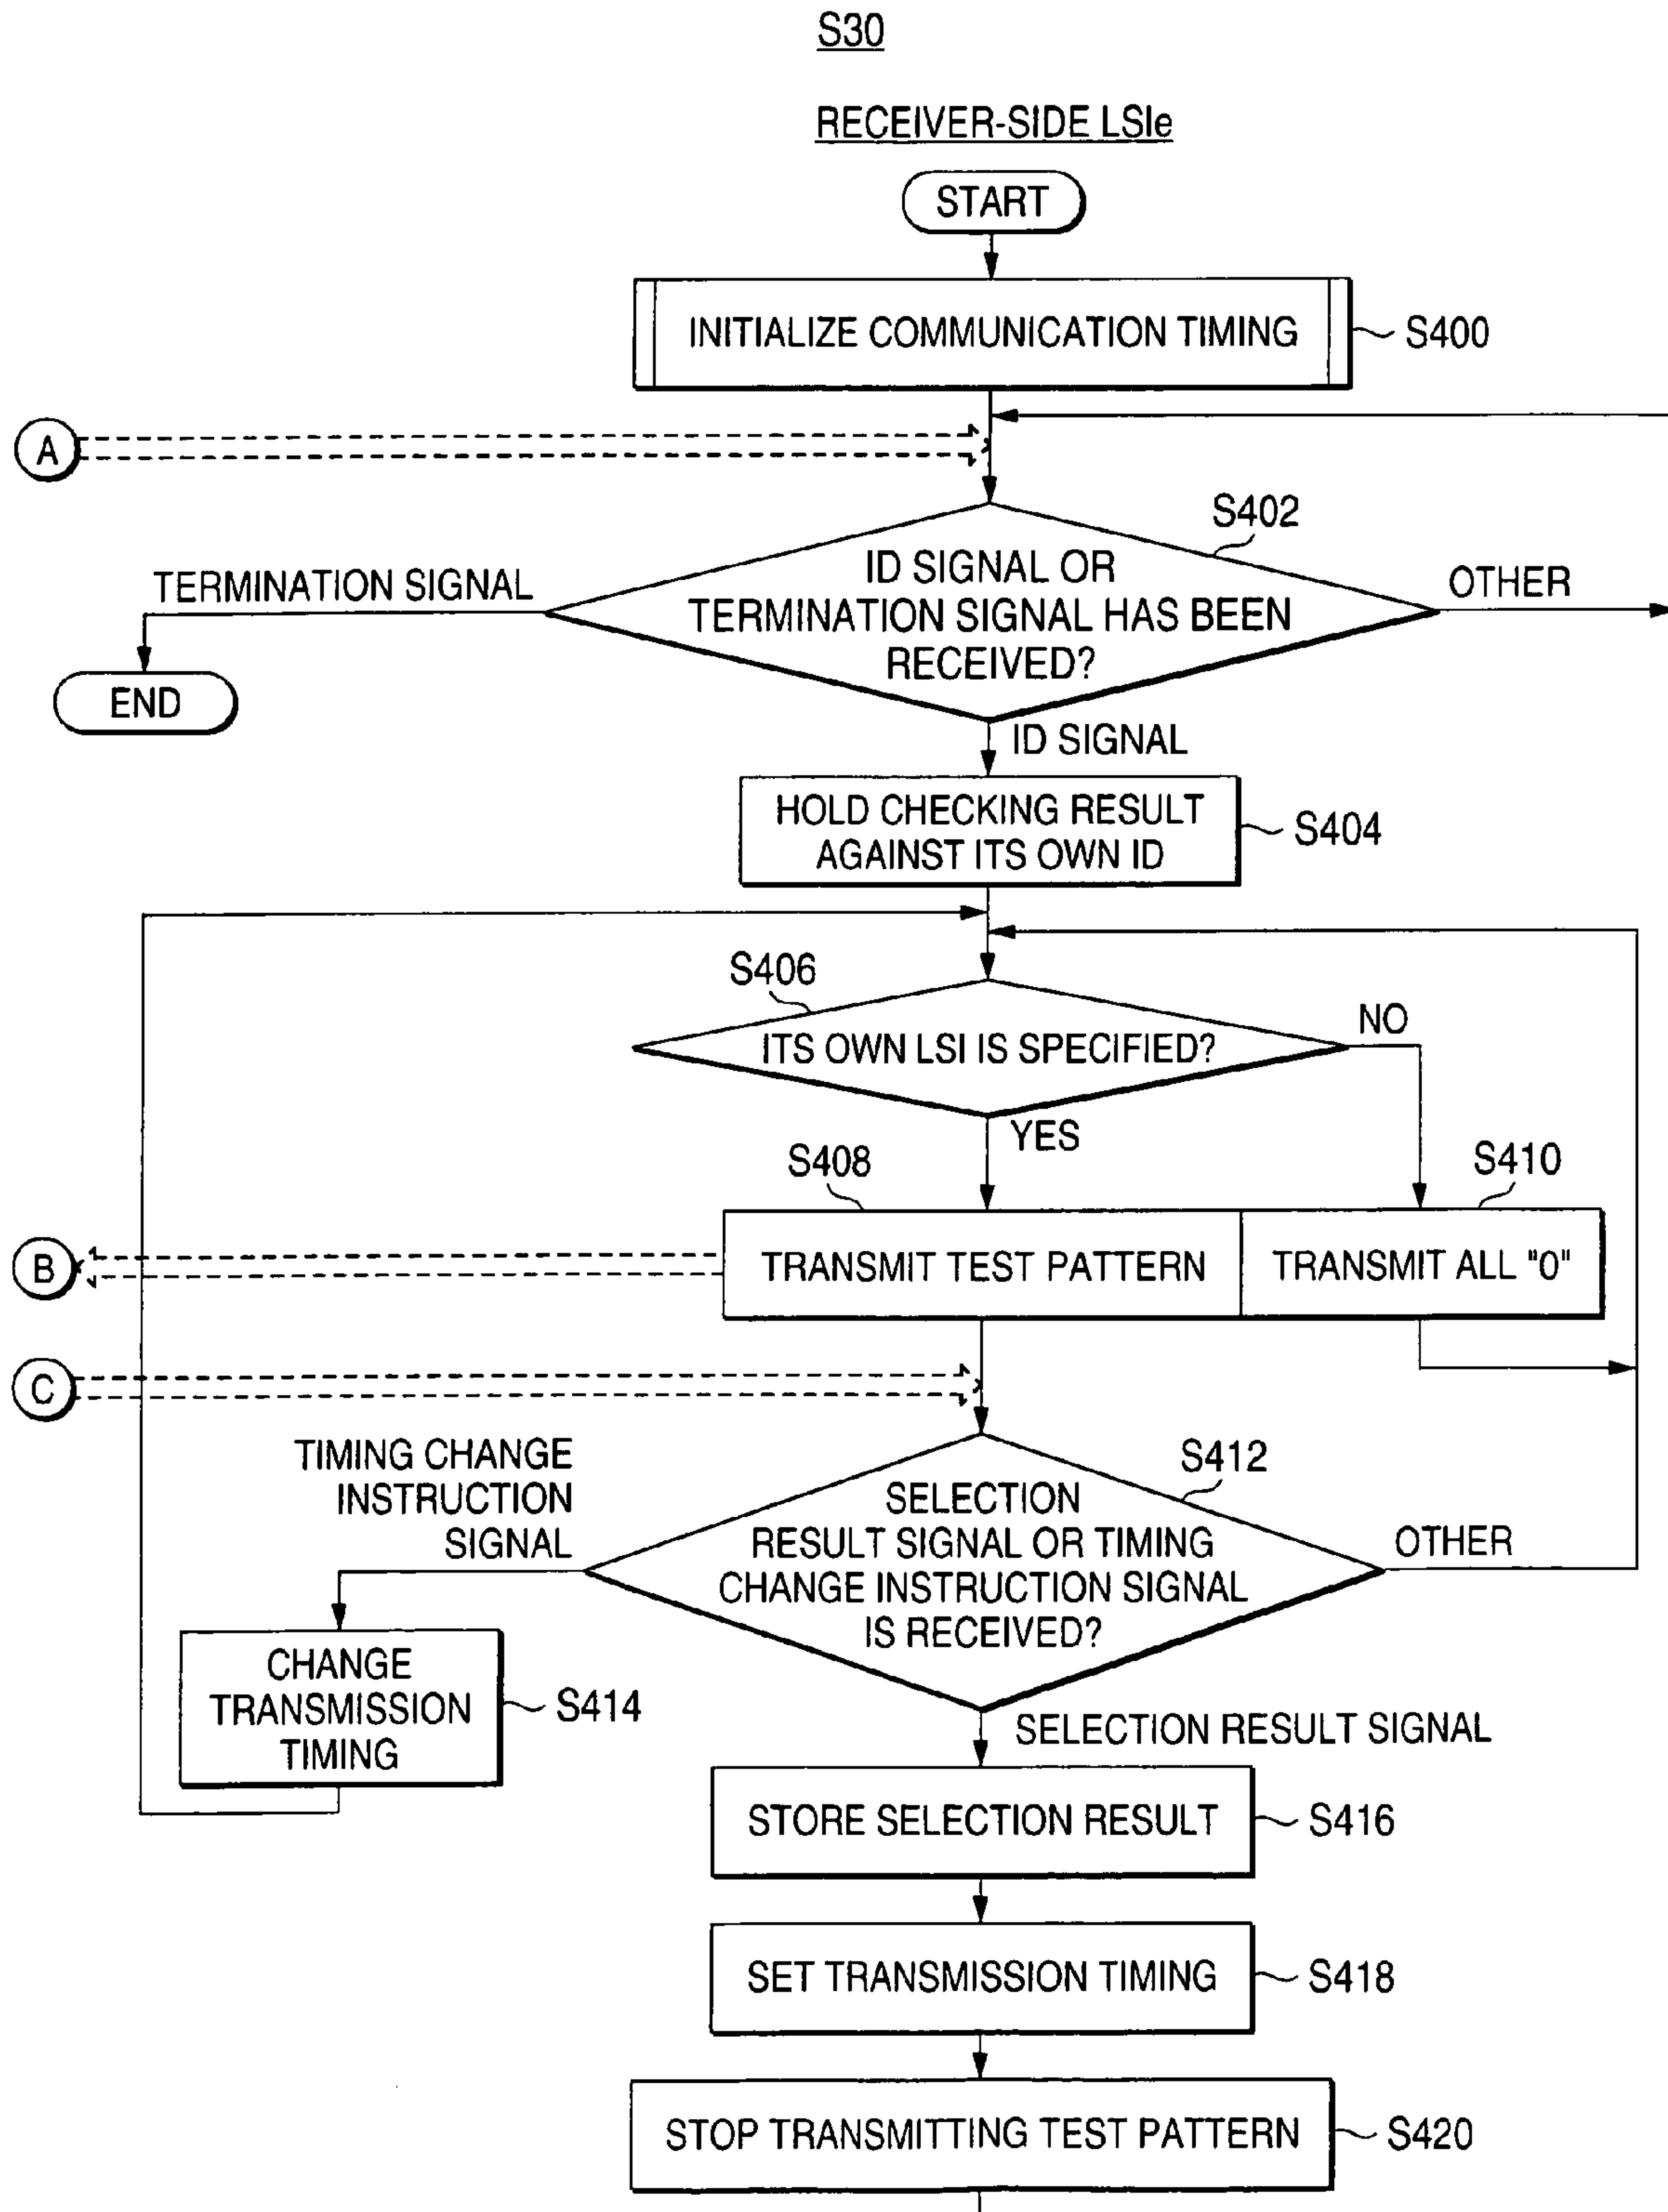 S30
RECEIVER-SIDE LSIe
START
INITIALIZE COMMUNICATION TIMING
S400
A
S402
ID SIGNAL OR
TERMINATION SIGNAL HAS BEEN
RECEIVED?
TERMINATION SIGNAL
OTHER
END
ID SIGNAL
HOLD CHECKING RESULT
AGAINST ITS OWN ID
S404
S406
ITS OWN LSI IS SPECIFIED?
NO
YES
S408
S410
B
TRANSMIT TEST PATTERN
TRANSMIT ALL "0"
C
TIMING CHANGE
INSTRUCTION
SIGNAL
S412
SELECTION
RESULT SIGNAL OR TIMING
CHANGE INSTRUCTION SIGNAL
IS RECEIVED?
OTHER
CHANGE
TRANSMISSION
TIMING
S414
SELECTION RESULT SIGNAL
STORE SELECTION RESULT
S416
SET TRANSMISSION TIMING
S418
STOP TRANSMITTING TEST PATTERN
S420